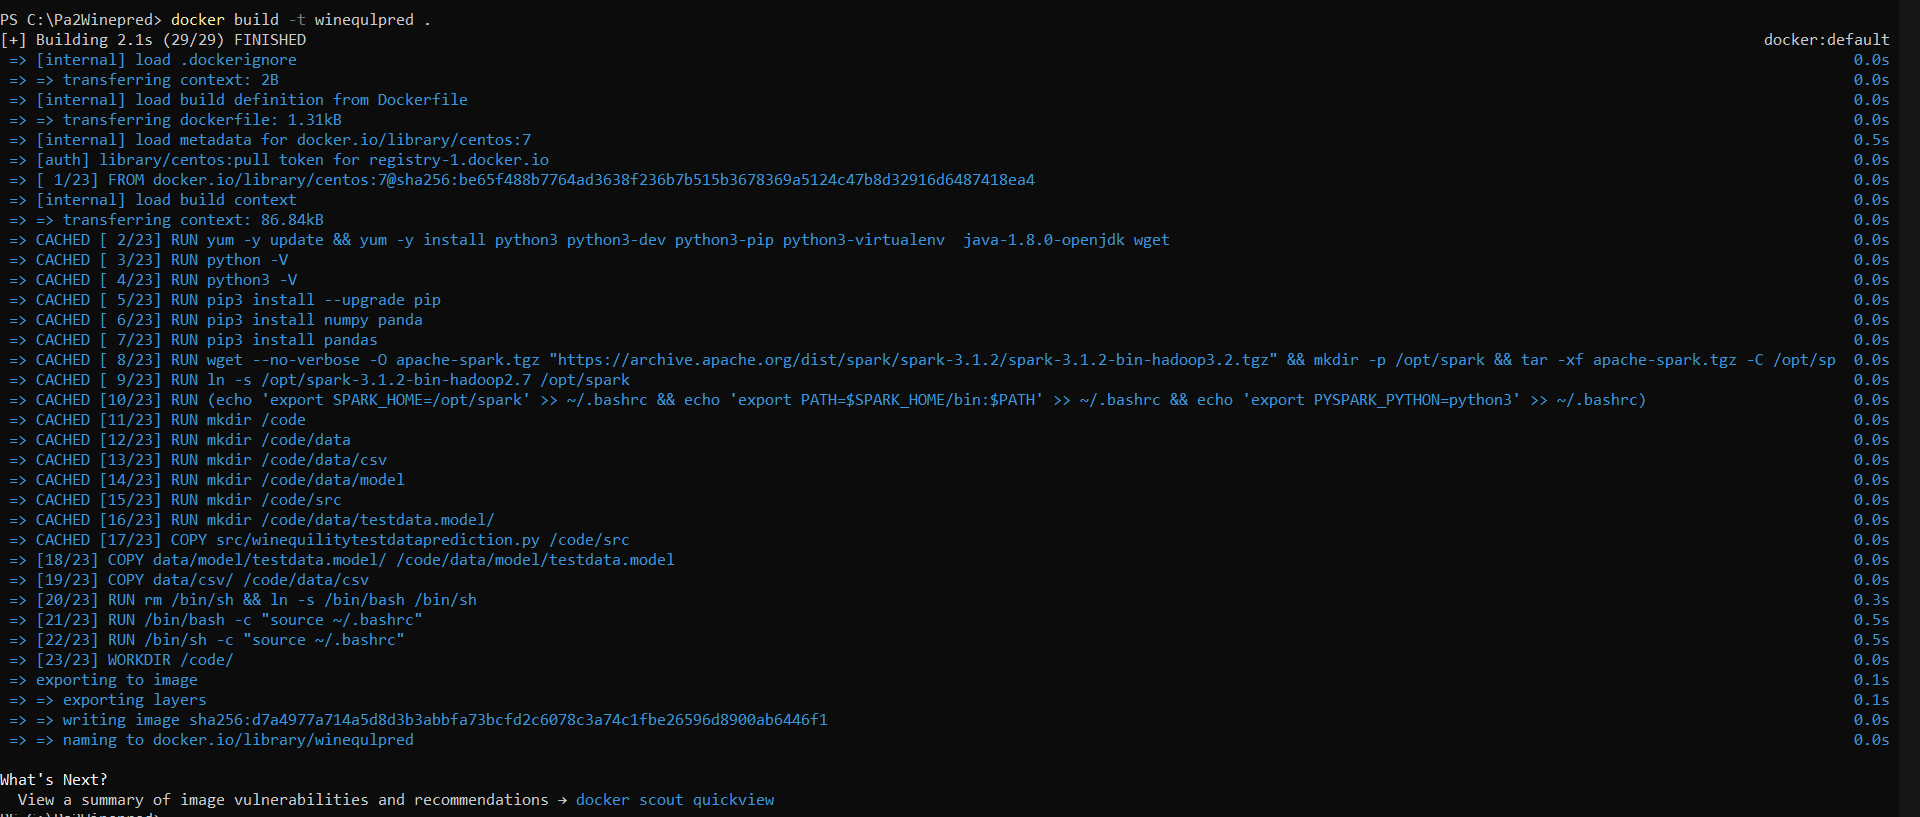 PS C:\Pa2Winepred> docker build -t winequlpred .
[+] Building 2.1s (29/29) FINISHED docker:default
=> [internal] load .dockerignore 0.0s
=> => transferring context: 2B 0.0s
=> [internal] load build definition from Dockerfile 0.0s
=> => transferring dockerfile: 1.31kB 0.0s
=> [internal] load metadata for docker.io/library/centos:7 0.5s
=> [auth] library/centos:pull token for registry-1.docker.io 0.0s
=> [ 1/23] FROM docker.io/library/centos:7@sha256:be65f488b7764ad3638f236b7b515b3678369a5124c47b8d32916d6487418ea4 0.0s
=> [internal] load build context 0.0s
=> => transferring context: 86.84kB 0.0s
=> CACHED [ 2/23] RUN yum -y update && yum -y install python3 python3-dev python3-pip python3-virtualenv  java-1.8.0-openjdk wget 0.0s
=> CACHED [ 3/23] RUN python -V 0.0s
=> CACHED [ 4/23] RUN python3 -V 0.0s
=> CACHED [ 5/23] RUN pip3 install --upgrade pip 0.0s
=> CACHED [ 6/23] RUN pip3 install numpy panda 0.0s
=> CACHED [ 7/23] RUN pip3 install pandas 0.0s
=> CACHED [ 8/23] RUN wget --no-verbose -O apache-spark.tgz "https://archive.apache.org/dist/spark/spark-3.1.2/spark-3.1.2-bin-hadoop3.2.tgz" && mkdir -p /opt/spark && tar -xf apache-spark.tgz -C /opt/sp 0.0s
=> CACHED [ 9/23] RUN ln -s /opt/spark-3.1.2-bin-hadoop2.7 /opt/spark 0.0s
=> CACHED [10/23] RUN (echo 'export SPARK_HOME=/opt/spark' >> ~/.bashrc && echo 'export PATH=$SPARK_HOME/bin:$PATH' >> ~/.bashrc && echo 'export PYSPARK_PYTHON=python3' >> ~/.bashrc) 0.0s
=> CACHED [11/23] RUN mkdir /code 0.0s
=> CACHED [12/23] RUN mkdir /code/data 0.0s
=> CACHED [13/23] RUN mkdir /code/data/csv 0.0s
=> CACHED [14/23] RUN mkdir /code/data/model 0.0s
=> CACHED [15/23] RUN mkdir /code/src 0.0s
=> CACHED [16/23] RUN mkdir /code/data/testdata.model/ 0.0s
=> CACHED [17/23] COPY src/winequilitytestdataprediction.py /code/src 0.0s
=> [18/23] COPY data/model/testdata.model/ /code/data/model/testdata.model 0.0s
=> [19/23] COPY data/csv/ /code/data/csv 0.0s
=> [20/23] RUN rm /bin/sh && ln -s /bin/bash /bin/sh 0.3s
=> [21/23] RUN /bin/bash -c "source ~/.bashrc" 0.5s
=> [22/23] RUN /bin/sh -c "source ~/.bashrc" 0.5s
=> [23/23] WORKDIR /code/ 0.0s
=> exporting to image 0.1s
=> => exporting layers 0.1s
=> => writing image sha256:d7a4977a714a5d8d3b3abbfa73bcfd2c6078c3a74c1fbe26596d8900ab6446f1 0.0s
=> => naming to docker.io/library/winequlpred 0.0s
What's Next?
View a summary of image vulnerabilities and recommendations → docker scout quickview
PS C:\Pa2Winepred>